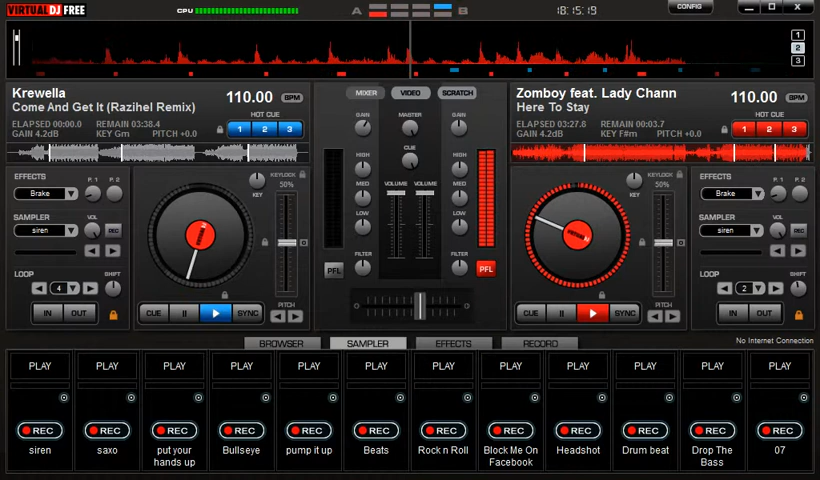 VIRTUAL DJ FREE
CPU
A B
18:15:19
CONFIG
1
2
3
Krewella
Come And Get It (Razihel Remix)
110.00 BPM
ELAPSED 00:00.0 REMAIN 03:38.4
GAIN 4.2dB KEY Gm PITCH +0.0
HOT CUE
1 2 3
MIXER VIDEO SCRATCH
Zomboy feat. Lady Chann
Here To Stay
110.00 BPM
ELAPSED 03:27.8 REMAIN 00:03.7
GAIN 4.2dB KEY F#m PITCH +0.0
HOT CUE
1 2 3
EFFECTS P. 1 P. 2
Brake
SAMPLER VOL
siren REC
LOOP SHIFT
4
IN OUT
KEY
KEYLOCK
50%
CUE SYNC
PITCH
GAIN MASTER GAIN
CUE
HIGH HIGH
MED VOLUME VOLUME MED
LOW LOW
FILTER FILTER
PFL PFL
KEY
KEYLOCK
50%
CUE SYNC
PITCH
EFFECTS P. 1 P. 2
Brake
SAMPLER VOL
siren REC
LOOP SHIFT
2
IN OUT
BROWSER SAMPLER EFFECTS RECORD
No Internet Connection
PLAY PLAY PLAY PLAY PLAY PLAY PLAY PLAY PLAY PLAY PLAY PLAY
REC REC REC REC REC REC REC REC REC REC REC REC
siren
saxo
put your
hands up
Bullseye
pump it up
Beats
Rock n Roll
Block Me On
Facebook
Headshot
Drum beat
Drop The
Bass
07